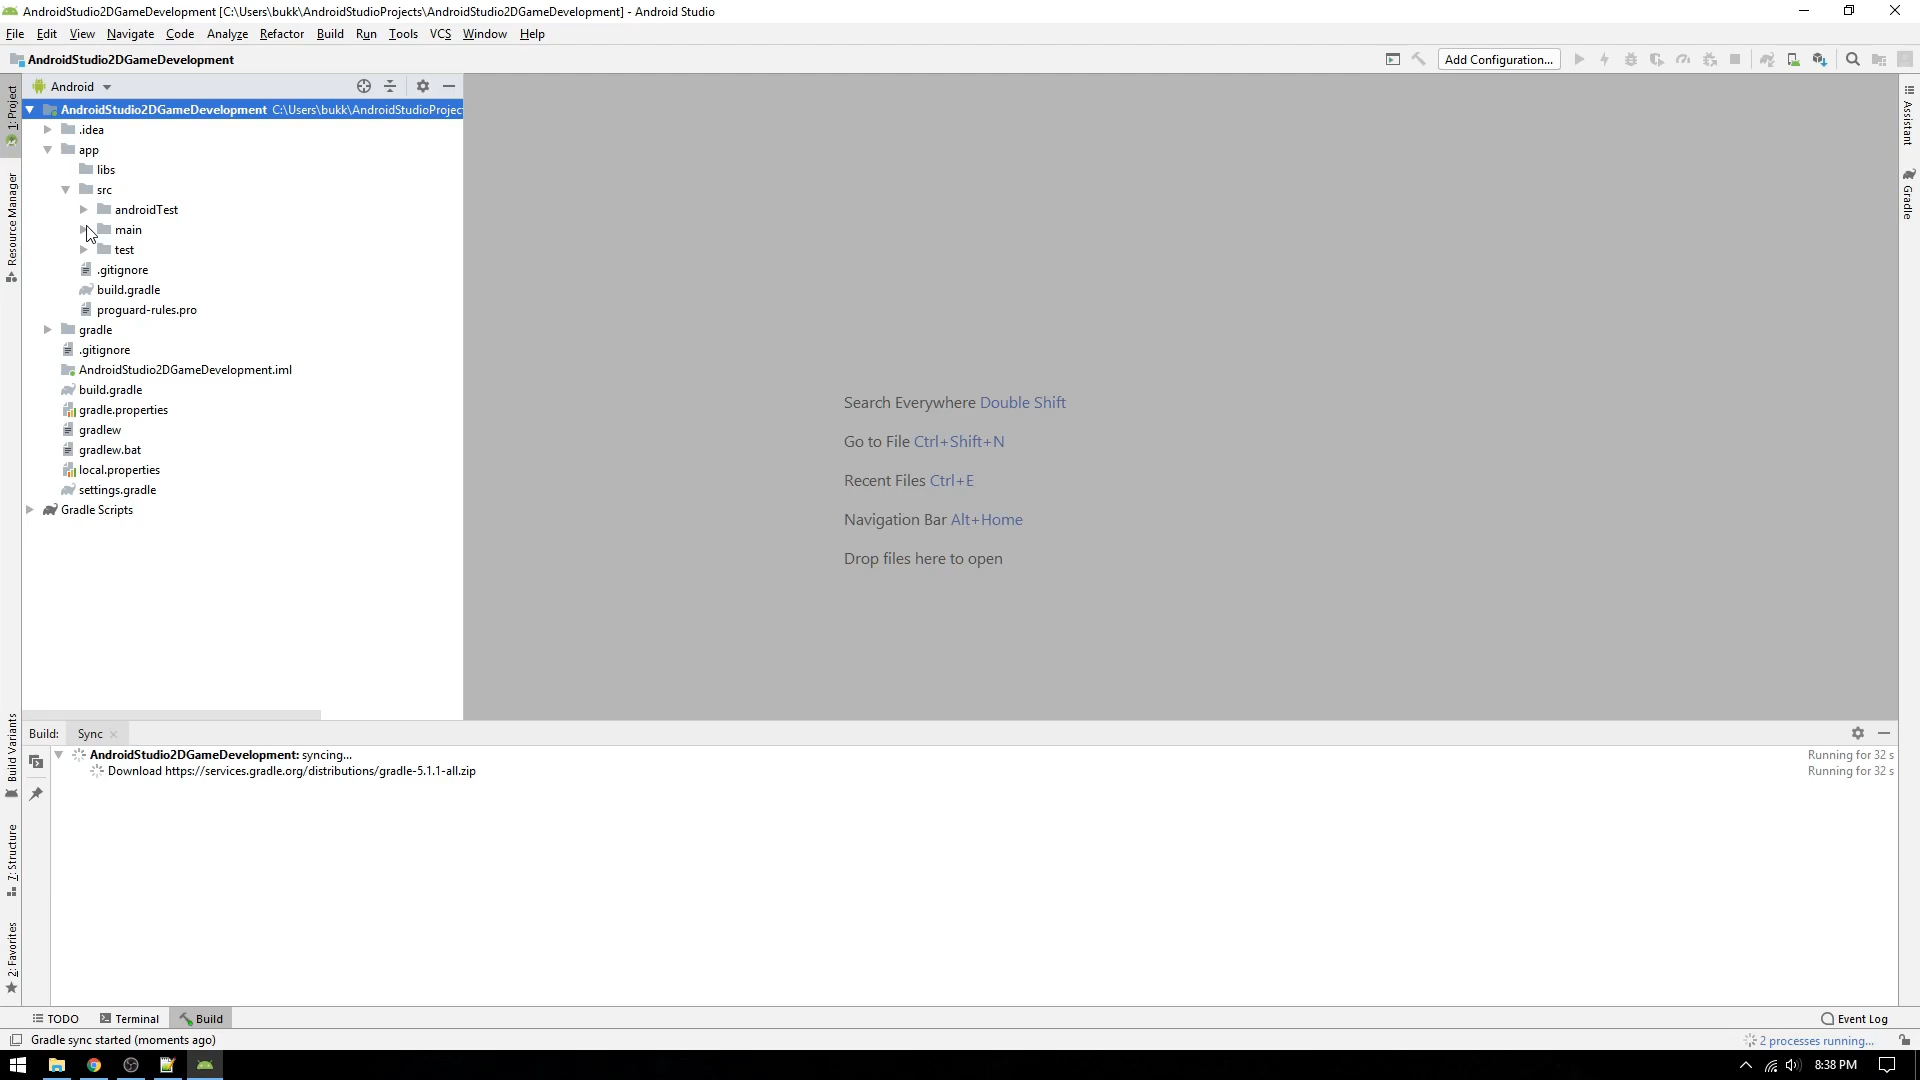 AndroidStudio2DGameDevelopment [C:\Users\bukk\AndroidStudioProjects\AndroidStudio2DGameDevelopment] - Android Studio
File Edit View Navigate Code Analyze Refactor Build Run Tools VCS Window Help
AndroidStudio2DGameDevelopment
Add Configuration...
Android
AndroidStudio2DGameDevelopment C:\Users\bukk\AndroidStudioProject
.idea
app
libs
src
androidTest
main
test
.gitignore
build.gradle
proguard-rules.pro
gradle
.gitignore
AndroidStudio2DGameDevelopment.iml
build.gradle
gradle.properties
gradlew
gradlew.bat
local.properties
settings.gradle
Gradle Scripts
1: Project
Resource Manager
Build Variants
7: Structure
2: Favorites
Search Everywhere Double Shift
Go to File Ctrl+Shift+N
Recent Files Ctrl+E
Navigation Bar Alt+Home
Drop files here to open
Assistant
Gradle
Build: Sync
AndroidStudio2DGameDevelopment: syncing... Running for 32 s
Download https://services.gradle.org/distributions/gradle-5.1.1-all.zip Running for 32 s
TODO Terminal Build Event Log
Gradle sync started (moments ago) 2 processes running...
8:38 PM